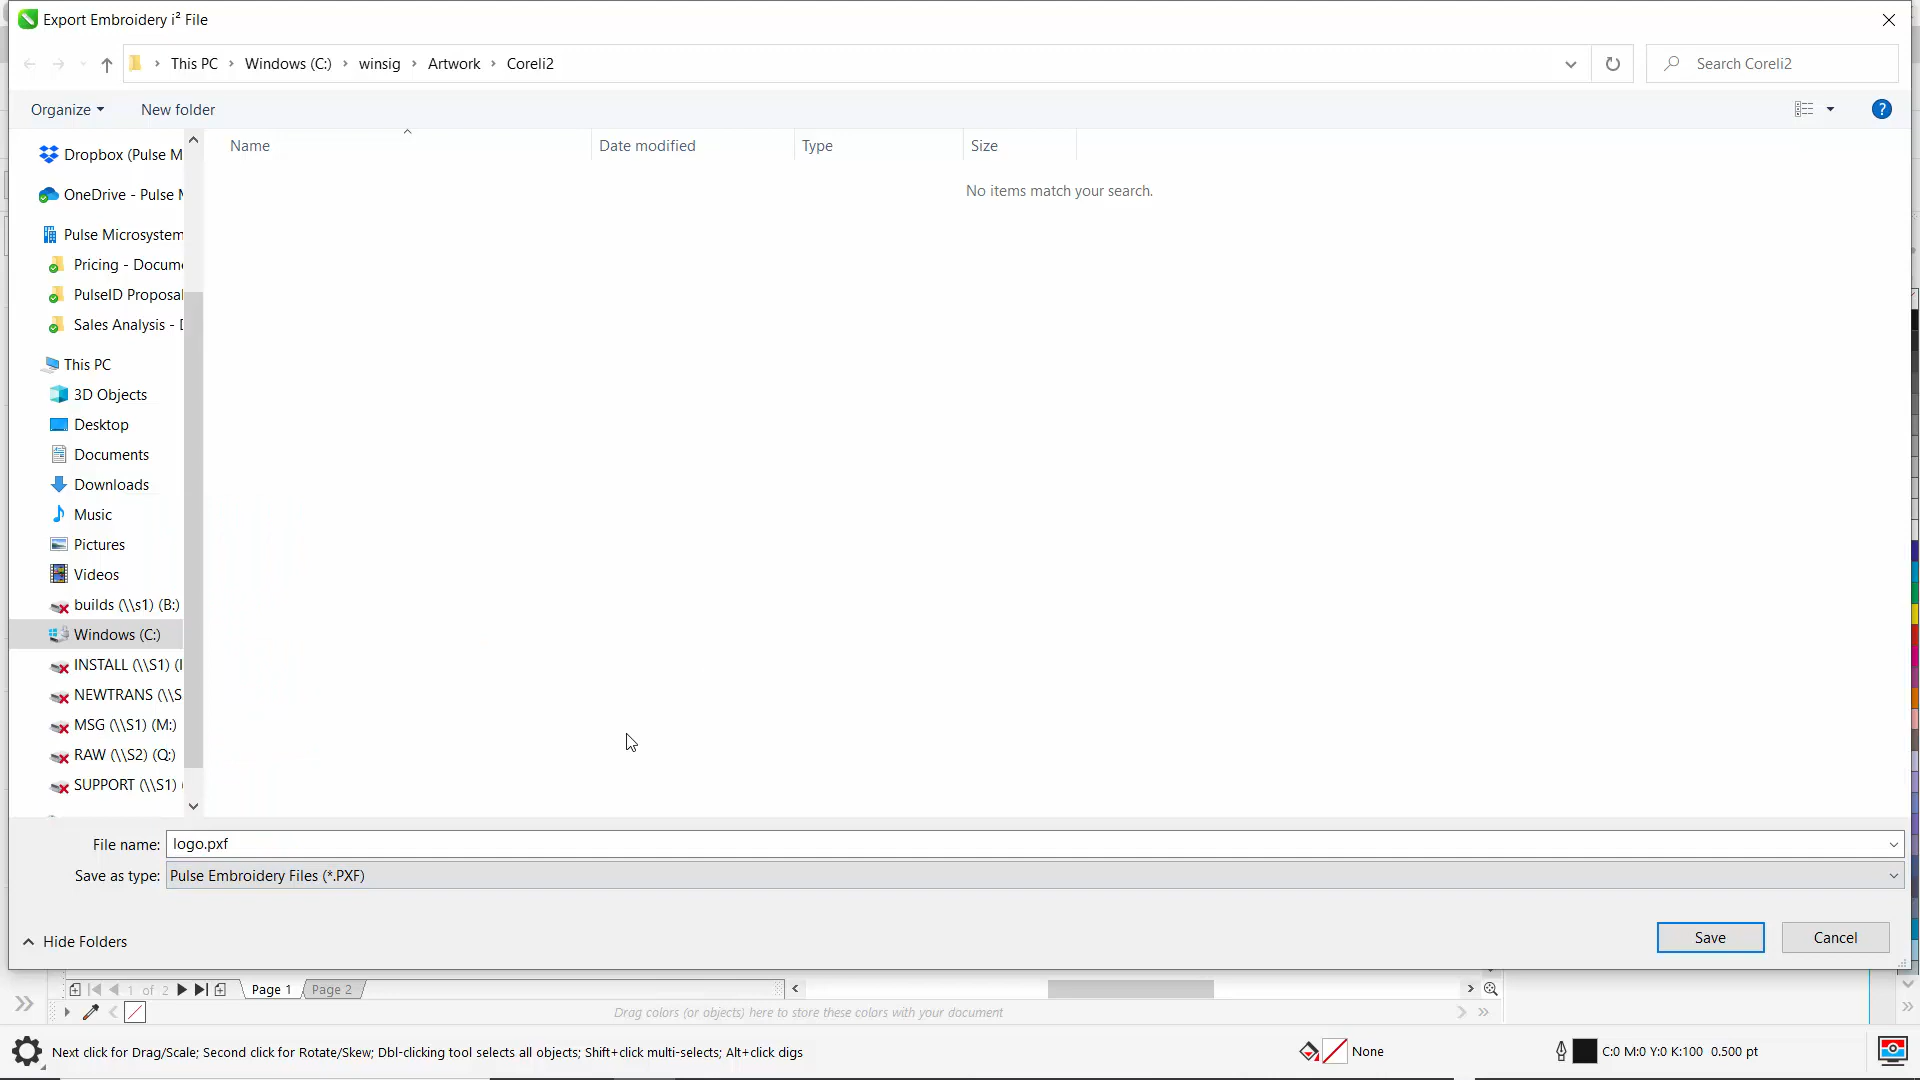 Export Embroidery i² File
This PC > Windows (C:) > winsig > Artwork > Coreli2
Search Coreli2
Organize
New folder
?
Name
Date modified
Type
Size
No items match your search.
Dropbox (Pulse M
OneDrive - Pulse M
Pulse Microsystem
Pricing - Docume
PulseID Proposal
Sales Analysis - D
This PC
3D Objects
Desktop
Documents
Downloads
Music
Pictures
Videos
builds (\\s1) (B:)
Windows (C:)
INSTALL (\\S1) (I
NEWTRANS (\\S
MSG (\\S1) (M:)
RAW (\\S2) (Q:)
SUPPORT (\\S1) (
File name: logo.pxf
Save as type: Pulse Embroidery Files (*.PXF)
Hide Folders
Save
Cancel
1 of 2
Page 1
Page 2
Drag colors (or objects) here to store these colors with your document
Next click for Drag/Scale; Second click for Rotate/Skew; Dbl-clicking tool selects all objects; Shift+click multi-selects; Alt+click digs
None
C:0 M:0 Y:0 K:100 0.500 pt